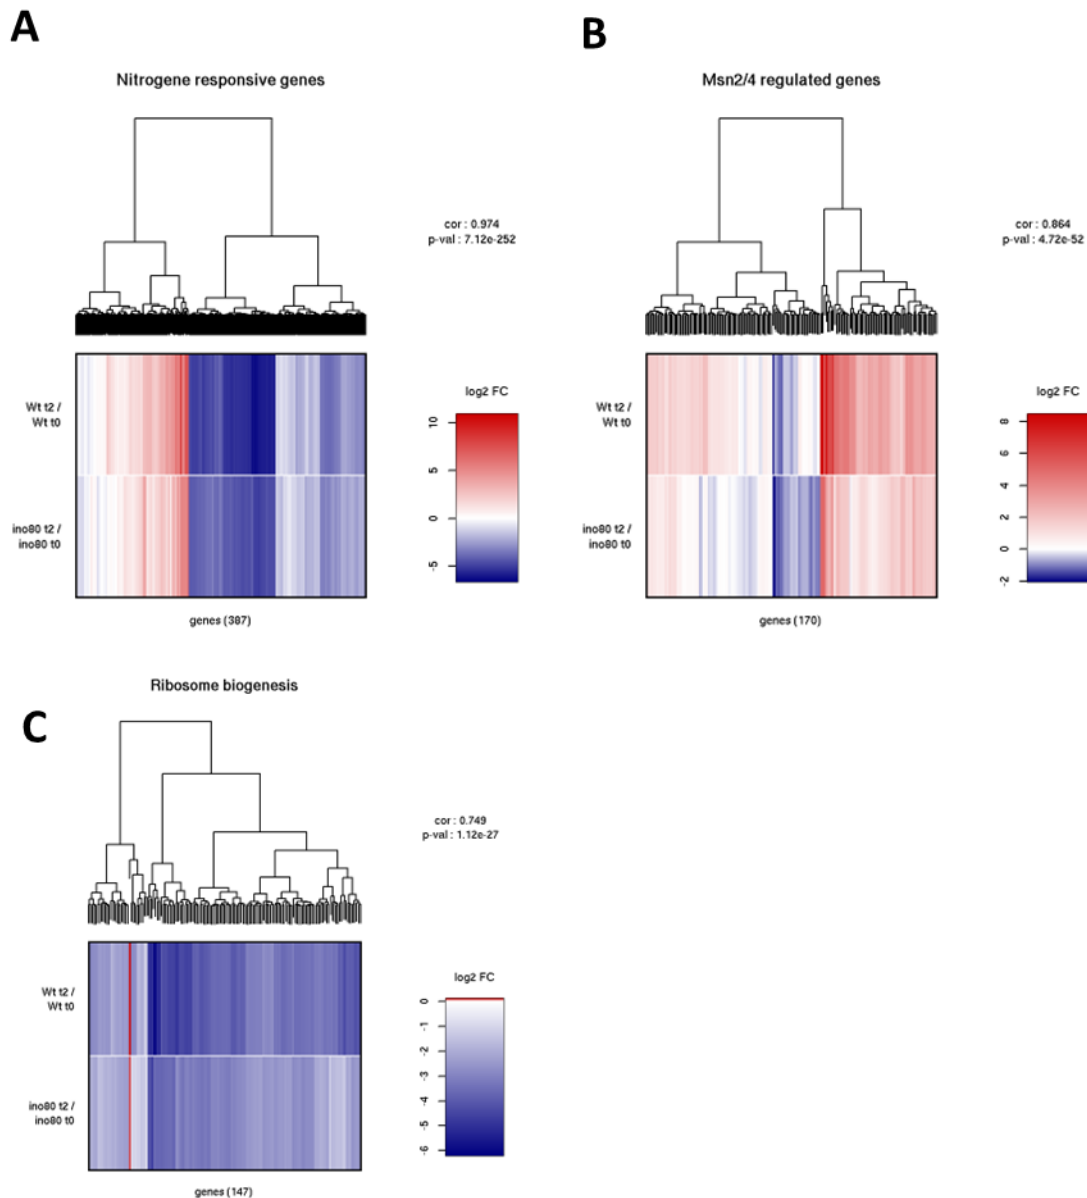 A
B
Nitrogene responsive genes
Msn2/4 regulated genes
cor : 0.974
p-val : 7.12e-252
cor : 0.864
p-val : 4.72e-52
Wt t2 /
Wt t0
ino80 t2 /
ino80 t0
log2 FC
10
5
0
-5
genes (387)
Wt t2 /
Wt t0
ino80 t2 /
ino80 t0
log2 FC
8
6
4
2
0
-2
genes (170)
Ribosome biogenesis
C
cor : 0.749
p-val : 1.12e-27
Wt t2 /
Wt t0
ino80 t2 /
ino80 t0
log2 FC
0
-1
-2
-3
-4
-5
-6
genes (147)